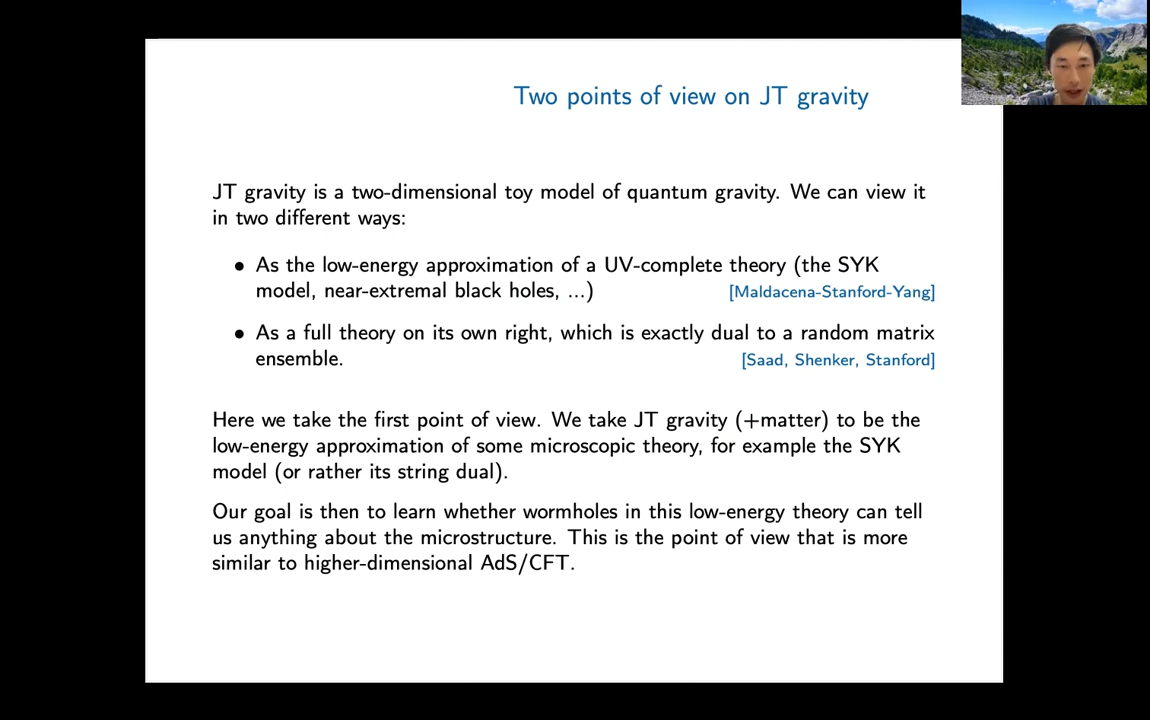 Two points of view on JT gravity
JT gravity is a two-dimensional toy model of quantum gravity. We can view it
in two different ways:
• As the low-energy approximation of a UV-complete theory (the SYK
model, near-extremal black holes, ...) [Maldacena-Stanford-Yang]
• As a full theory on its own right, which is exactly dual to a random matrix
ensemble. [Saad, Shenker, Stanford]
Here we take the first point of view. We take JT gravity (+matter) to be the
low-energy approximation of some microscopic theory, for example the SYK
model (or rather its string dual).
Our goal is then to learn whether wormholes in this low-energy theory can tell
us anything about the microstructure. This is the point of view that is more
similar to higher-dimensional AdS/CFT.